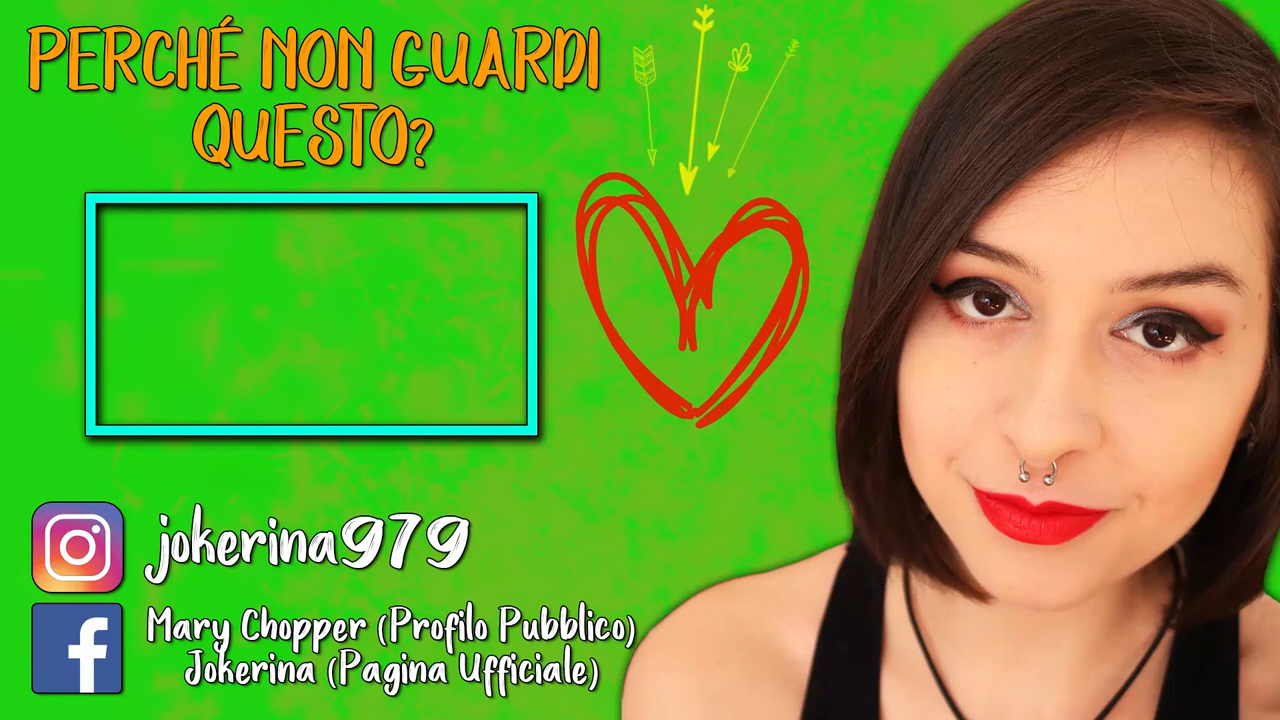 PERCHÉ NON GUARDI
QUESTO?
jokerina979
Mary Chopper (Profilo Pubblico)
Jokerina (Pagina Ufficiale)